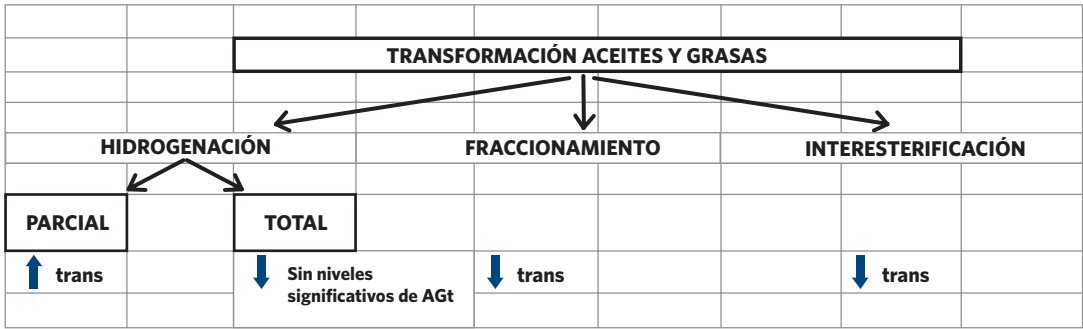 TRANSFORMACIÓN ACEITES Y GRASAS
HIDROGENACIÓN
FRACCIONAMIENTO
INTERESTERIFICACIÓN
PARCIAL
TOTAL
trans
Sin niveles
significativos de AGt
trans
trans